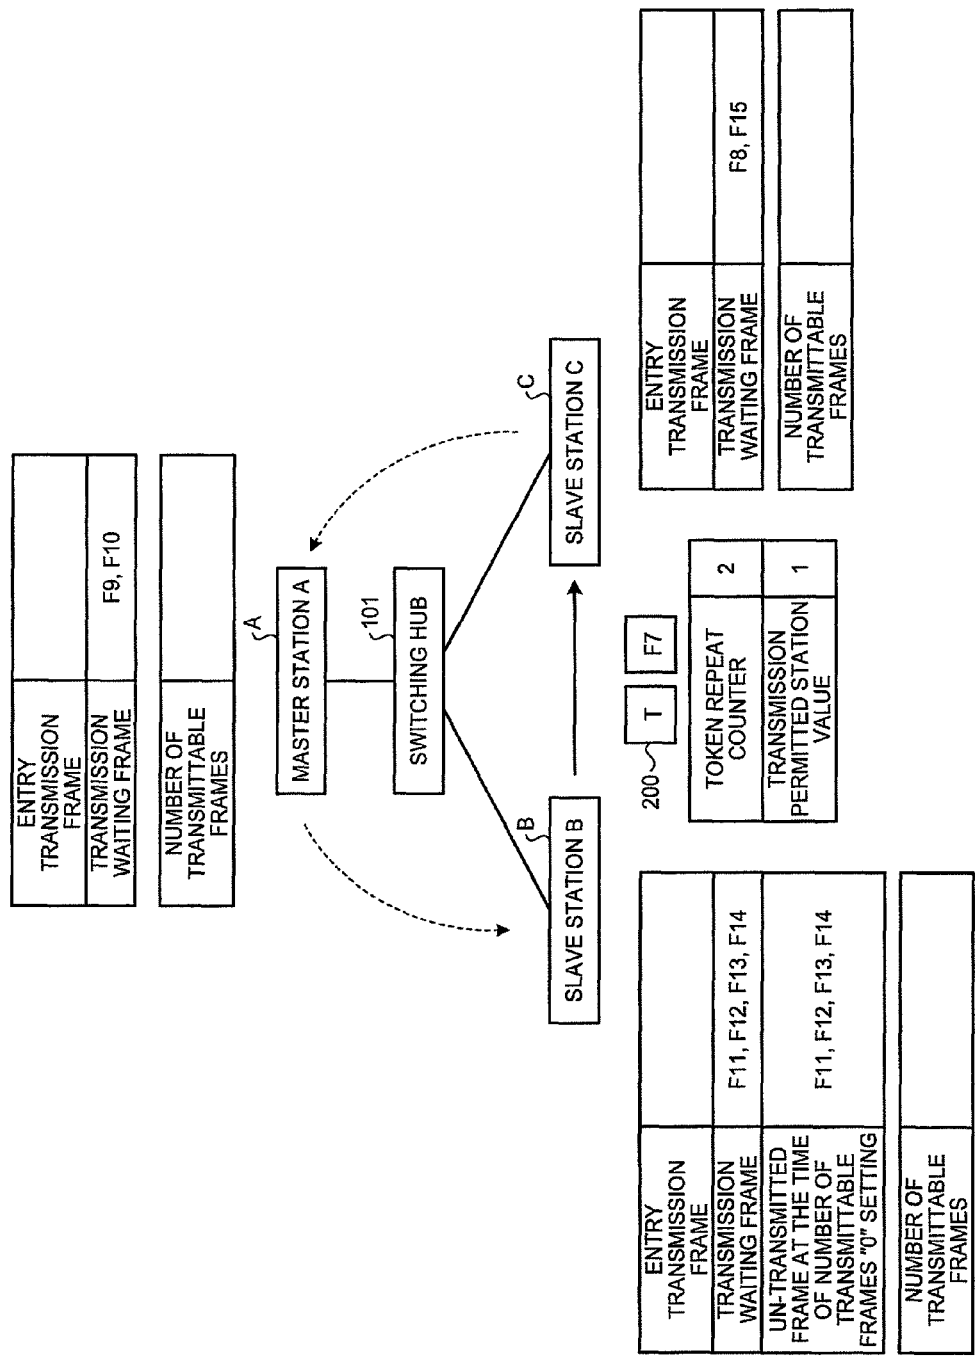 ENTRY
TRANSMISSION
FRAME
TRANSMISSION
WAITING FRAME
F9, F10
NUMBER OF
TRANSMITTABLE
FRAMES
A
MASTER STATION A
101
SWITCHING HUB
B
SLAVE STATION B
C
SLAVE STATION C
200
T
F7
TOKEN REPEAT
COUNTER
2
TRANSMISSION
PERMITTED STATION
VALUE
1
ENTRY
TRANSMISSION
FRAME
TRANSMISSION
WAITING FRAME
F11, F12, F13, F14
UN-TRANSMITTED
FRAME AT THE TIME
OF NUMBER OF
TRANSMITTABLE
FRAMES "0" SETTING
F11, F12, F13, F14
NUMBER OF
TRANSMITTABLE
FRAMES
ENTRY
TRANSMISSION
FRAME
TRANSMISSION
WAITING FRAME
F8, F15
NUMBER OF
TRANSMITTABLE
FRAMES